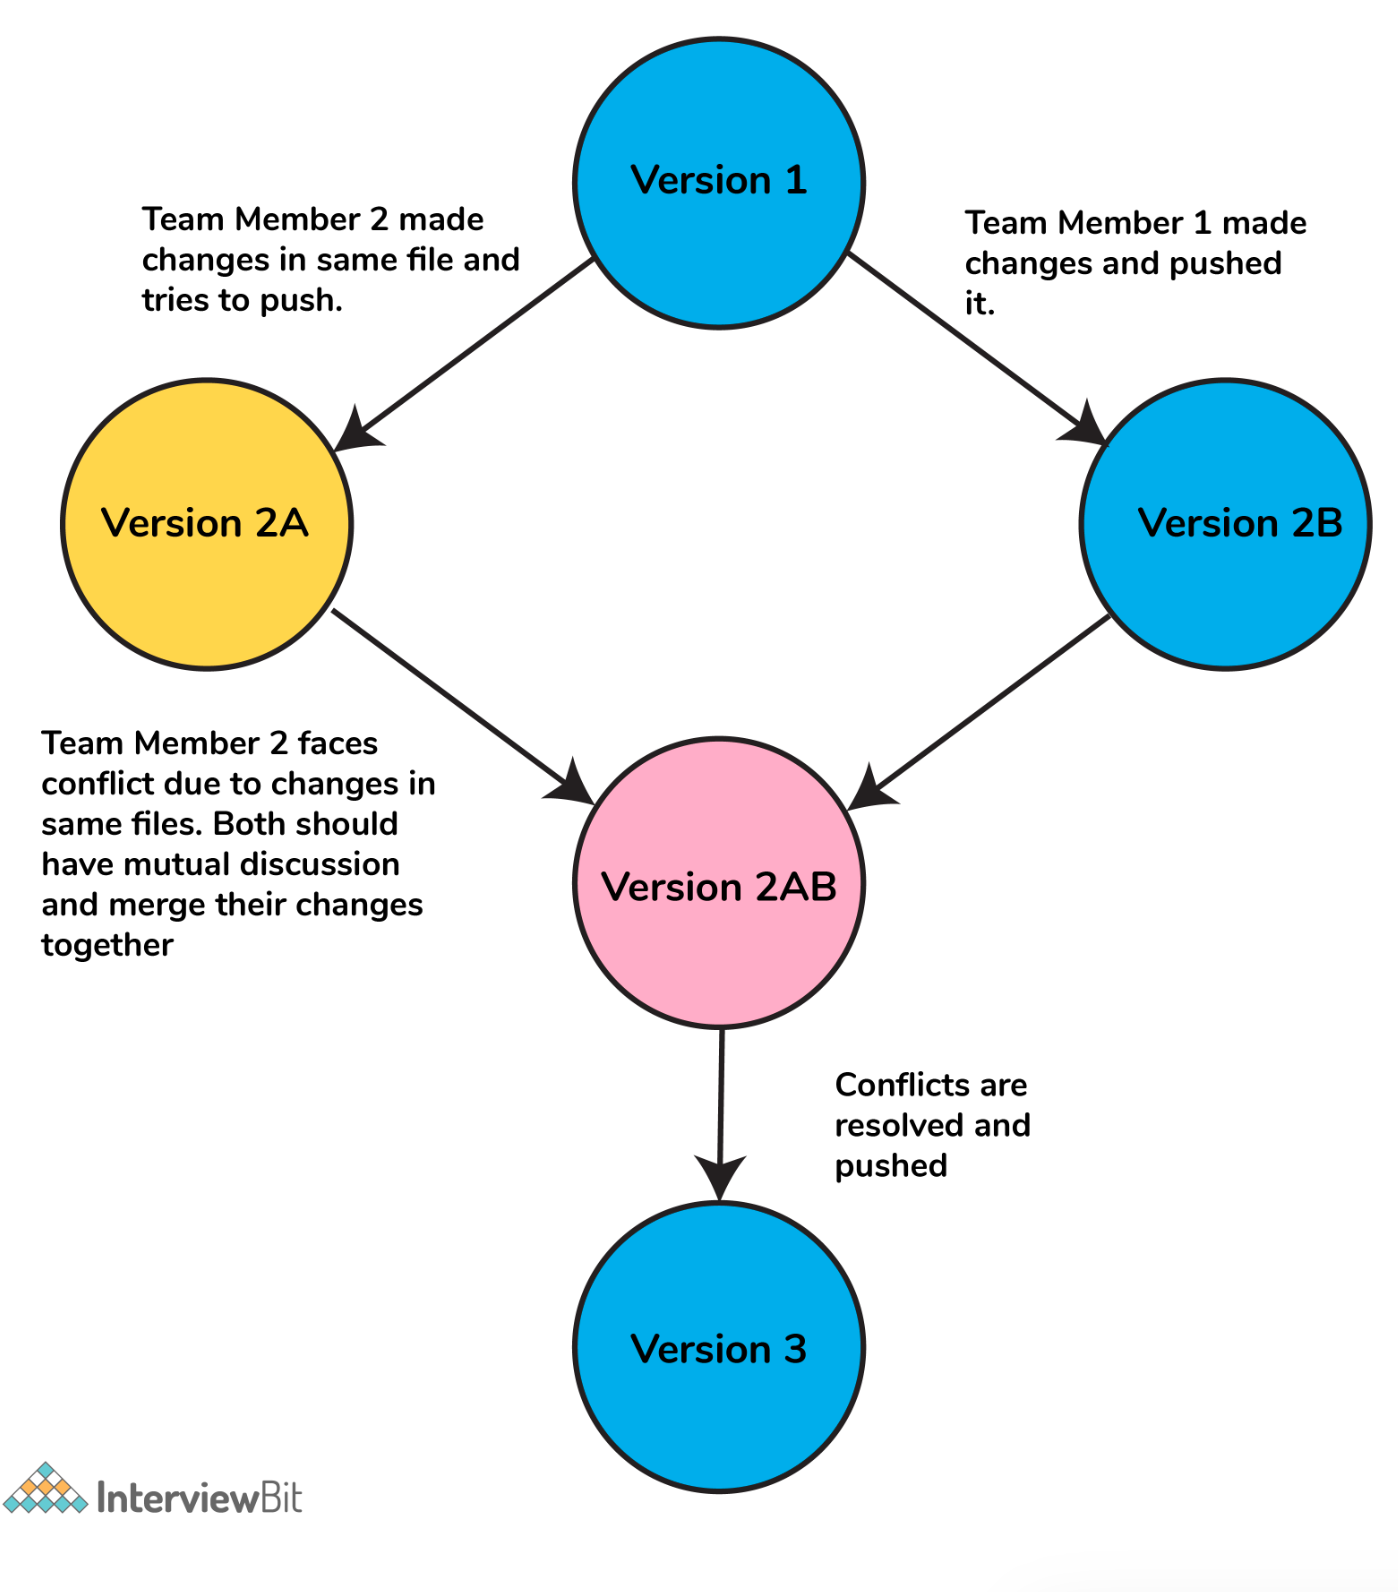 Version 1
Team Member 2 made
changes in same file and
tries to push.
Team Member 1 made
changes and pushed
it.
Version 2A
Version 2B
Team Member 2 faces
conflict due to changes in
same files. Both should
have mutual discussion
and merge their changes
together
Version 2AB
Conflicts are
resolved and
pushed
Version 3
InterviewBit